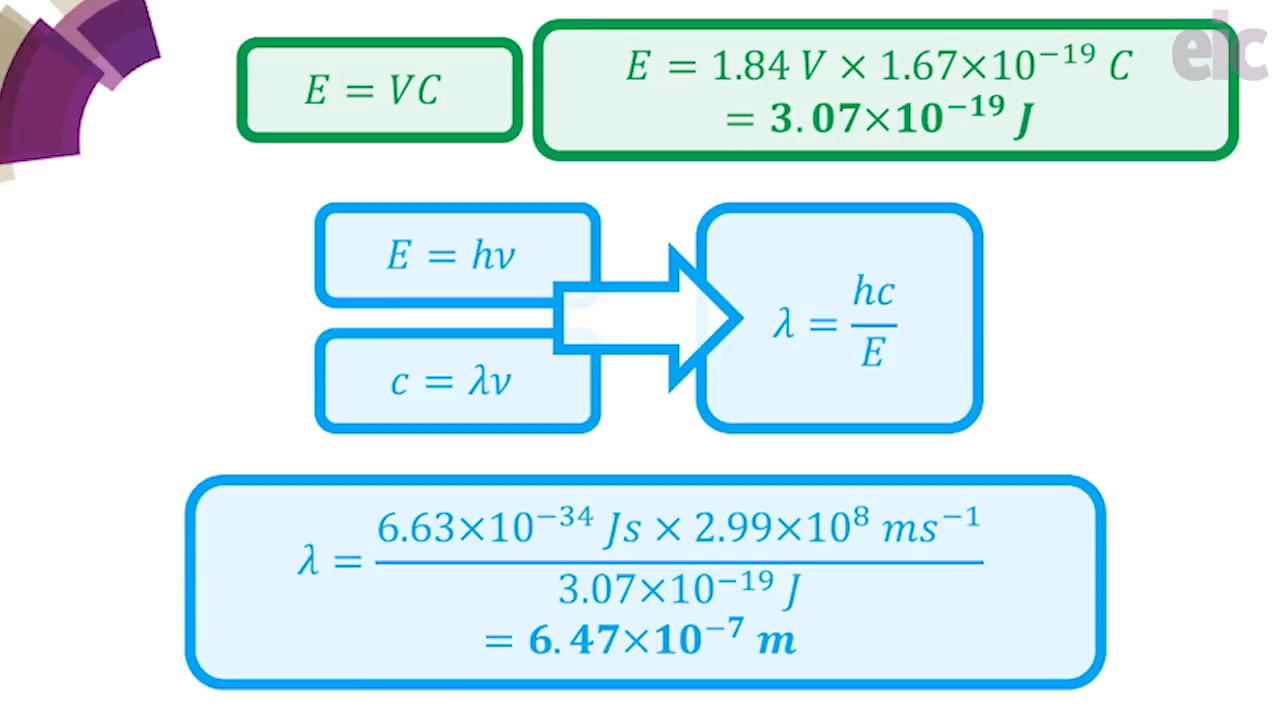 elc
E = VC
E = 1.84 V × 1.67×10⁻¹⁹ C
= 3.07×10⁻¹⁹ J
E = hν
c = λν
λ = hc/E
λ = 6.63×10⁻³⁴ Js × 2.99×10⁸ ms⁻¹ / 3.07×10⁻¹⁹ J
= 6.47×10⁻⁷ m